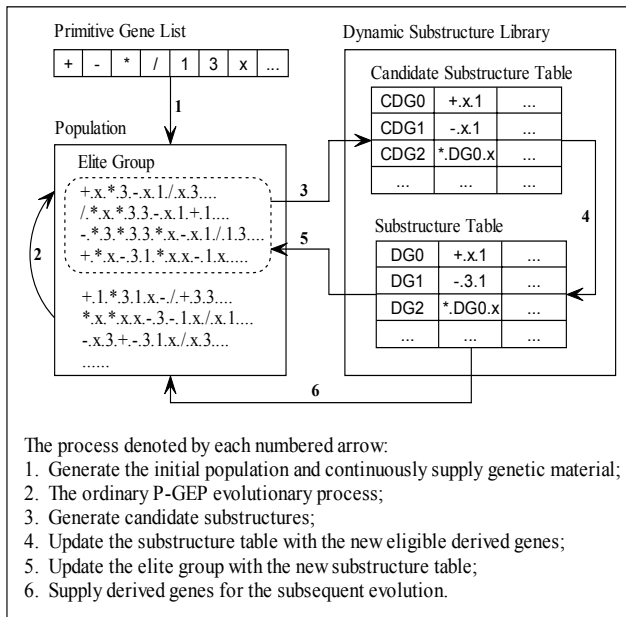 Primitive Gene List
+ - * / 1 3 x ...
1
Population
Elite Group
+.x.*.3.-.x.1./.x.3....
/.*.x.*.3.3.-.x.1.+.1....
-.*.3.*.3.3.*.x.-.x.1./.1.3....
+.*.x.-.3.1.*.x.x.-.1.x.....
2
+.1.*.3.1.x.-./.+.3.3....
*.x.*.x.x.-.3.-.1.x./.x.1....
-.x.3.+.-.3.1.x./.x.3....
......
3
5
6
Dynamic Substructure Library
Candidate Substructure Table
CDG0 +.x.1 ...
CDG1 -.x.1 ...
CDG2 *.DG0.x ...
... ... ...
4
Substructure Table
DG0 +.x.1 ...
DG1 -.3.1 ...
DG2 *.DG0.x ...
... ... ...
The process denoted by each numbered arrow:
1. Generate the initial population and continuously supply genetic material;
2. The ordinary P-GEP evolutionary process;
3. Generate candidate substructures;
4. Update the substructure table with the new eligible derived genes;
5. Update the elite group with the new substructure table;
6. Supply derived genes for the subsequent evolution.